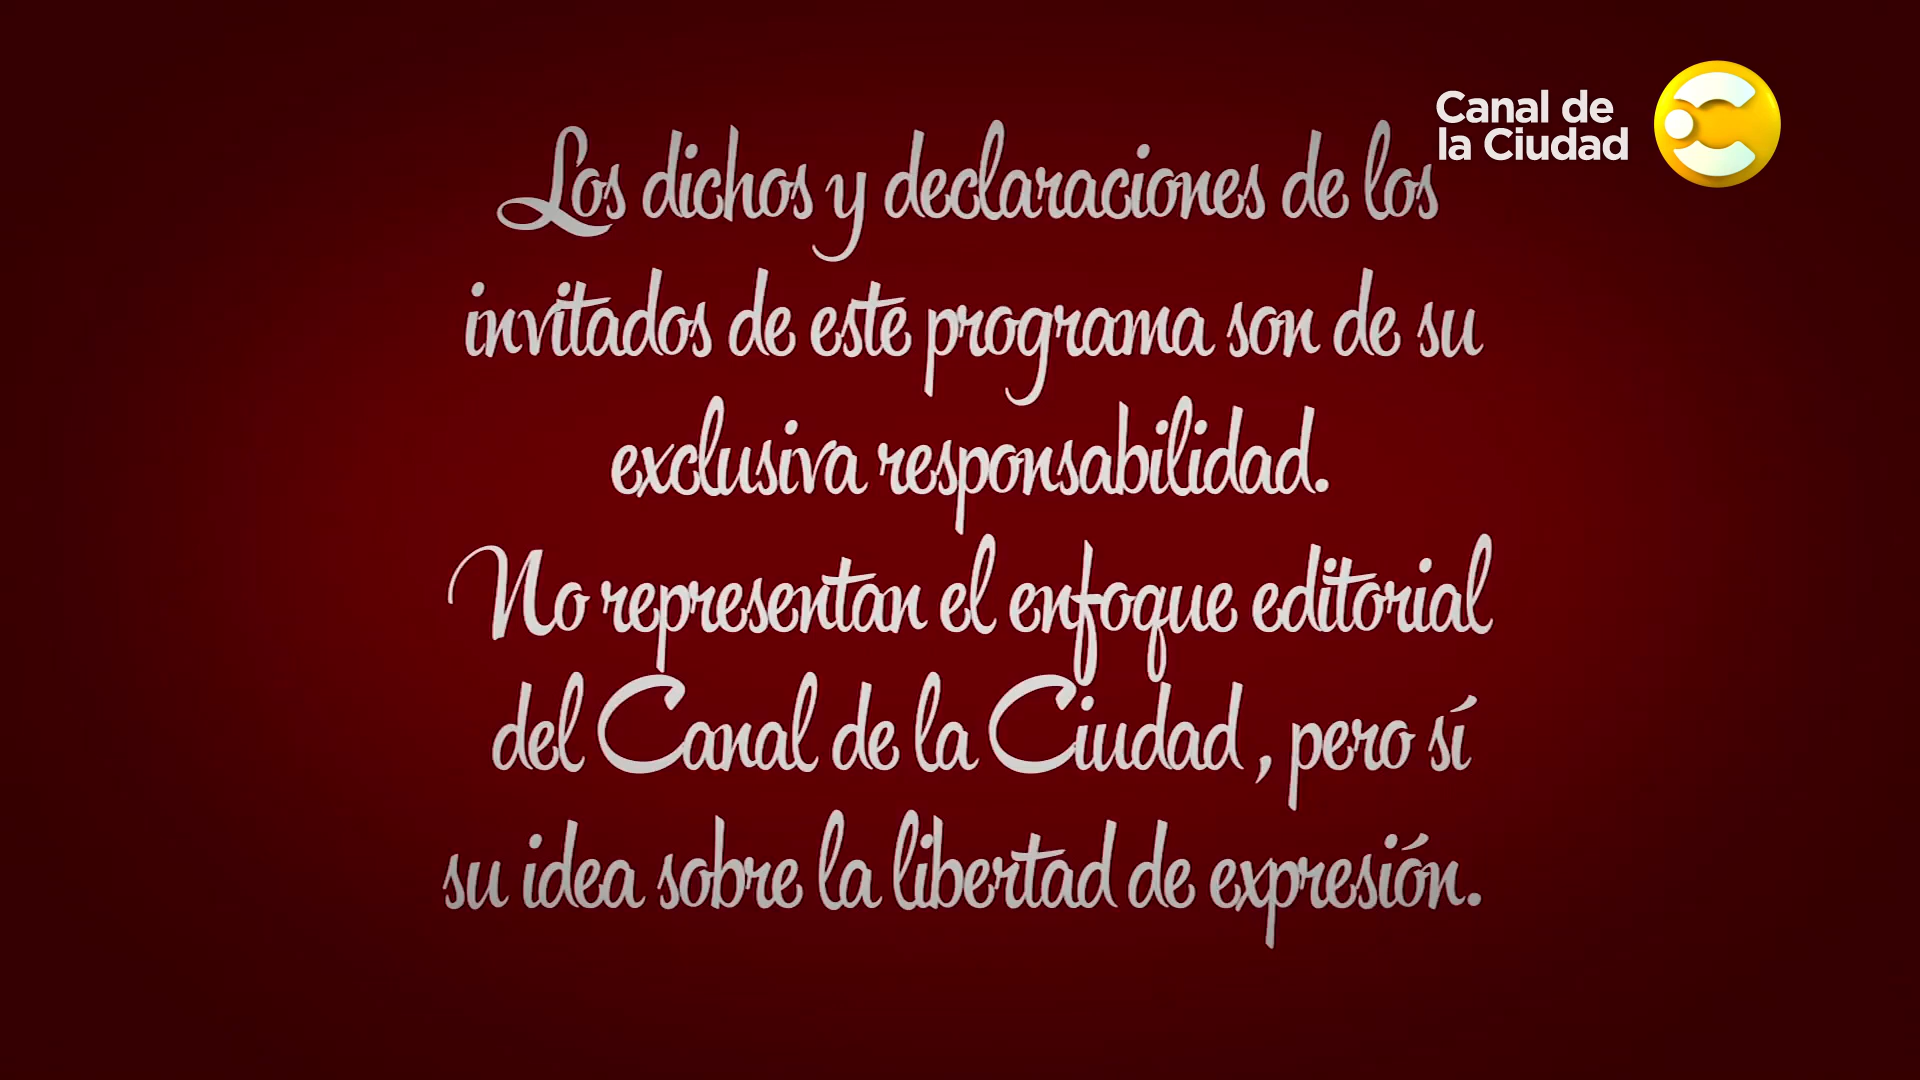 Canal de
la Ciudad
Los dichos y declaraciones de los
invitados de este programa son de su
exclusiva responsabilidad.
No representan el enfoque editorial
del Canal de la Ciudad, pero sí
su idea sobre la libertad de expresión.